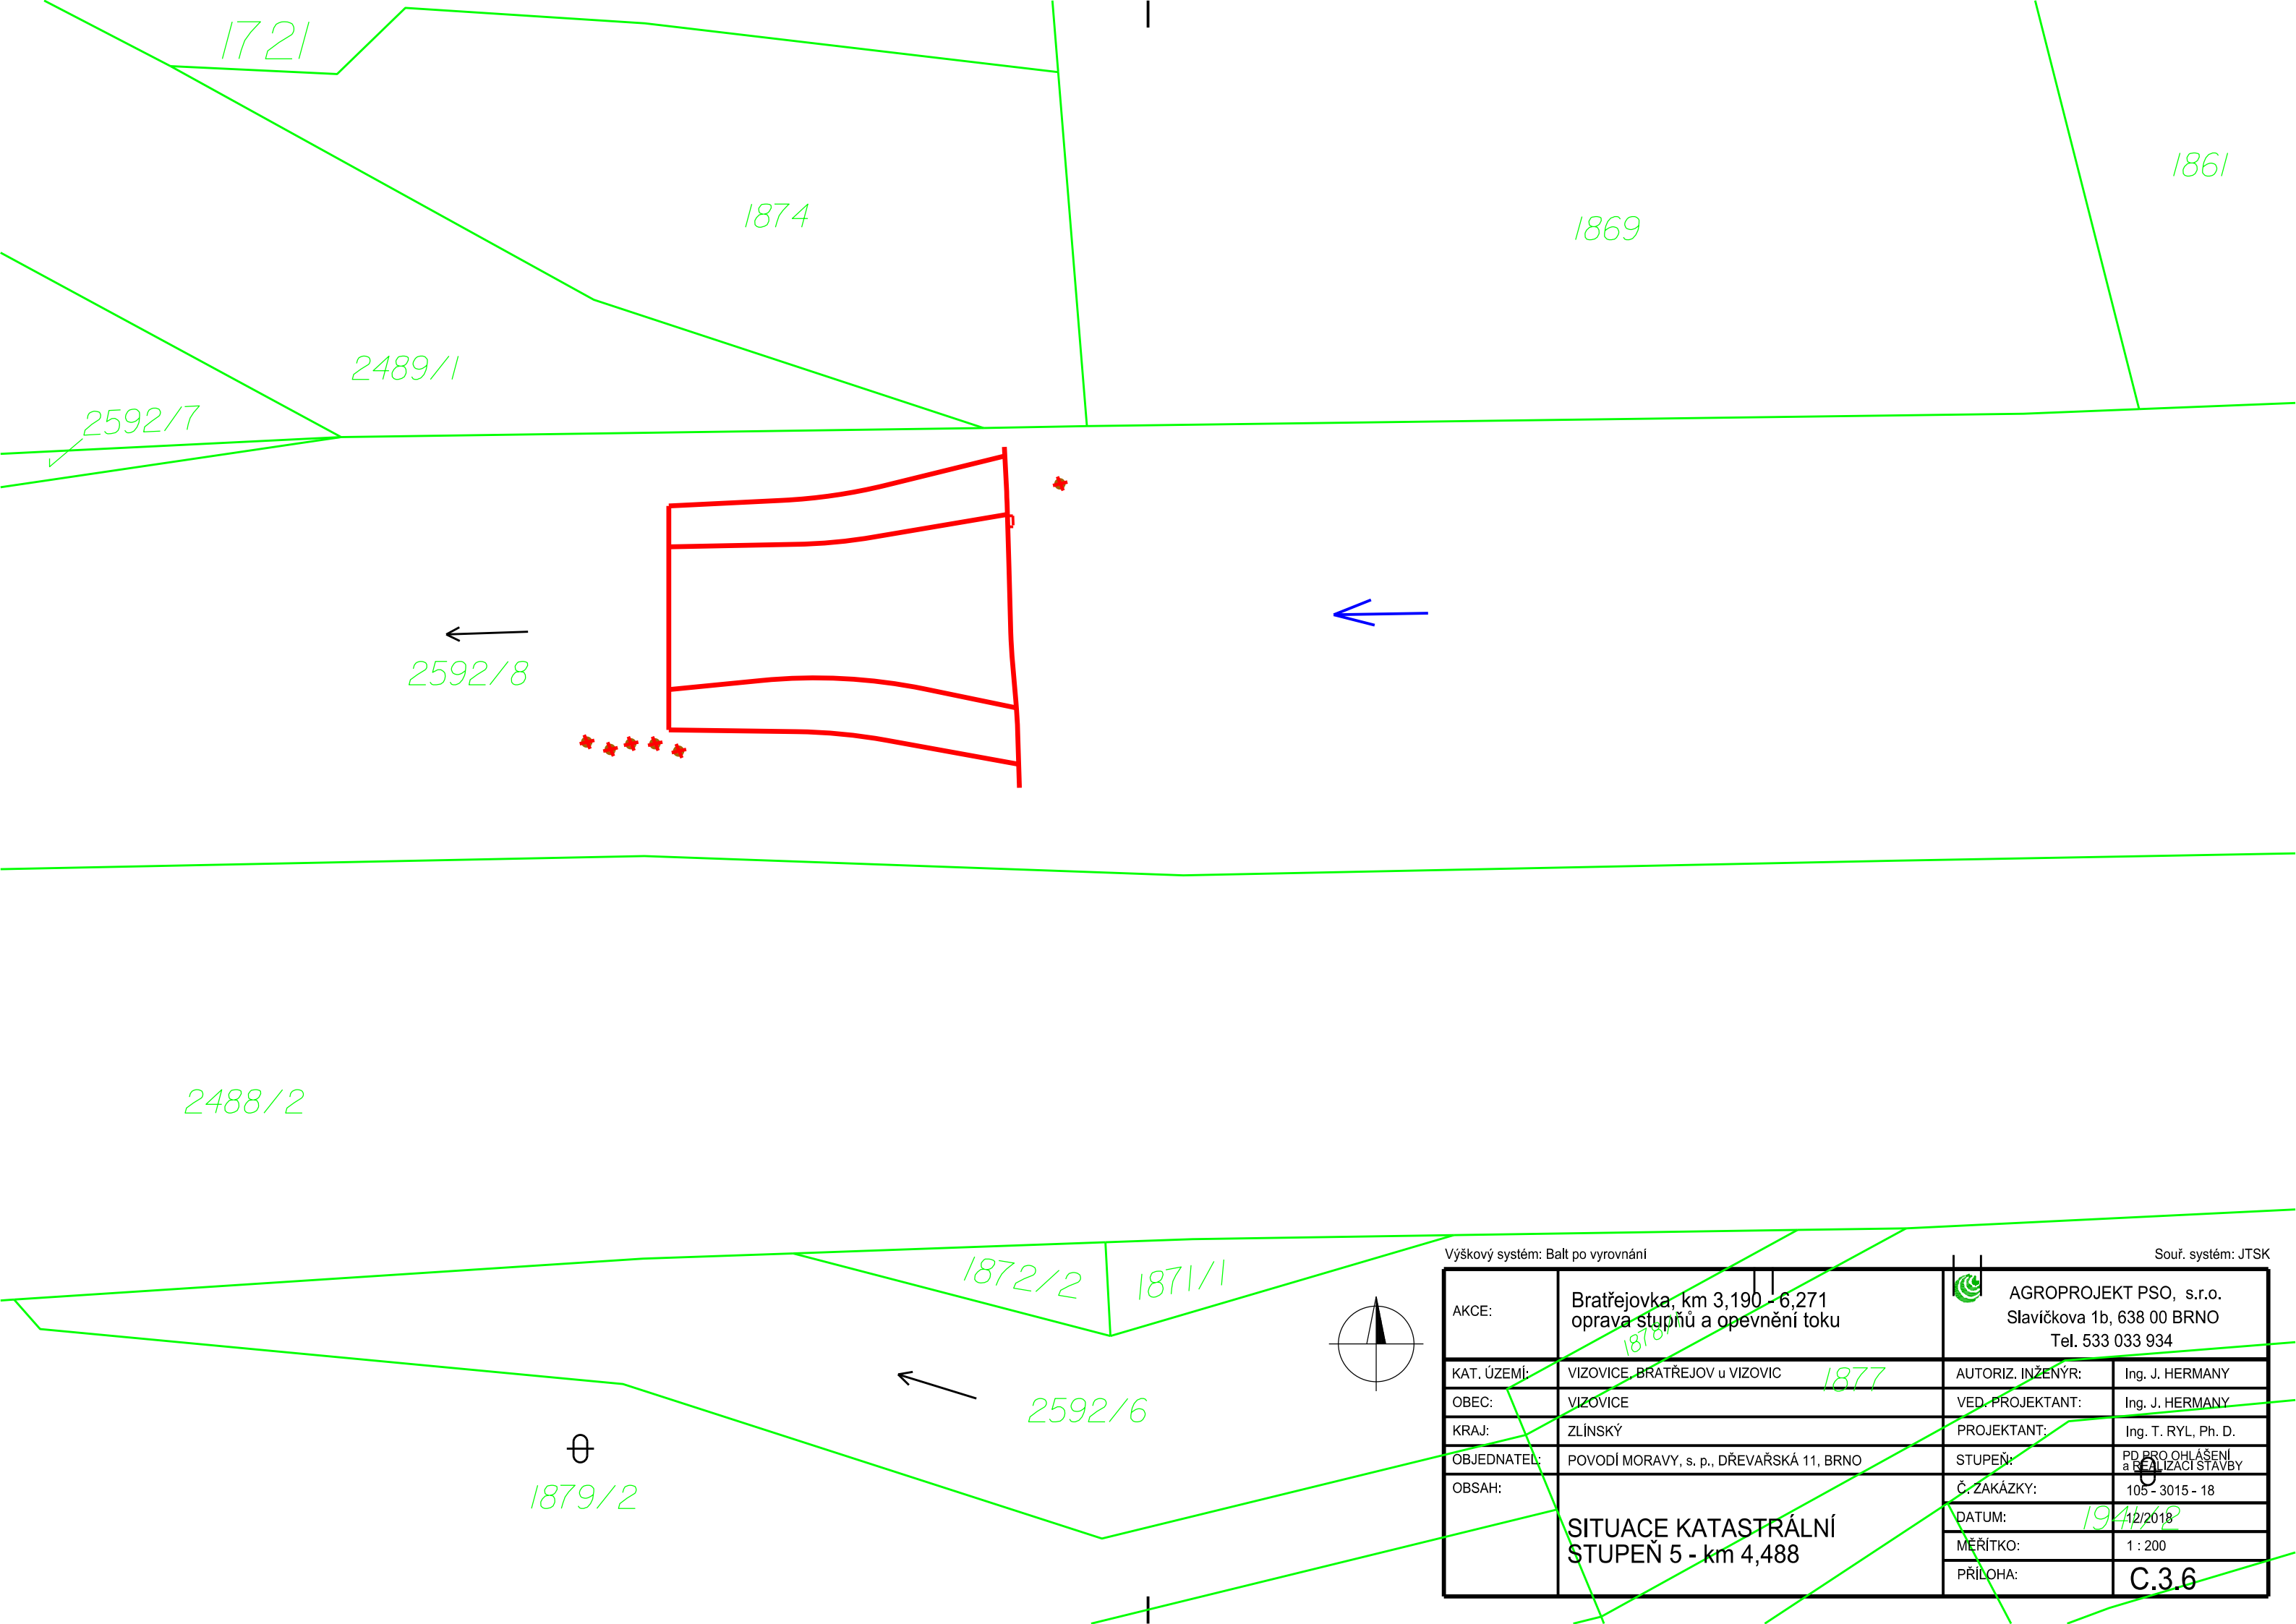 1721
1861
1874
1869
2489/1
2592/7
2592/8
2488/2
1872/2
1871/1
2592/6
1879/2
Výškový systém: Balt po vyrovnání
Souř. systém: JTSK
AKCE:
Bratřejovka, km 3,190 - 6,271
oprava stupňů a opevnění toku
AGROPROJEKT PSO, s.r.o.
Slavíčkova 1b, 638 00 BRNO
Tel. 533 033 934
KAT. ÚZEMÍ:
VIZOVICE, BRATŘEJOV u VIZOVIC
1877
AUTORIZ. INŽENÝR:
Ing. J. HERMANY
OBEC:
VIZOVICE
VED. PROJEKTANT:
Ing. J. HERMANY
KRAJ:
ZLÍNSKÝ
PROJEKTANT:
Ing. T. RYL, Ph. D.
OBJEDNATEL:
POVODÍ MORAVY, s. p., DŘEVAŘSKÁ 11, BRNO
STUPEŇ:
PD PRO OHLÁŠENÍ
a REALIZACI STAVBY
OBSAH:
SITUACE KATASTRÁLNÍ
STUPEŇ 5 - km 4,488
Č. ZAKÁZKY:
105 - 3015 - 18
DATUM:
12/2018
1941/2
MĚŘÍTKO:
1 : 200
PŘÍLOHA:
C.3.6